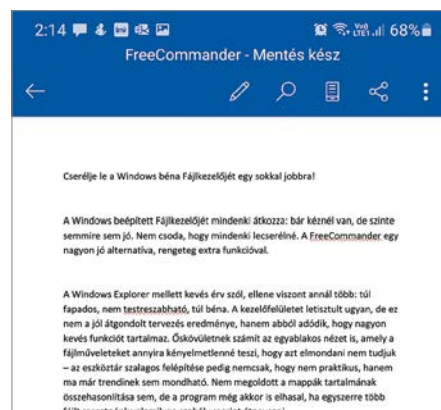 2:14 68%
FreeCommander - Mentés kész
Cserélje le a Windows béna Fájlkezelőjét egy sokkal jobbra!
A Windows beépített Fájlkezelőjét mindenki átkozza: bár kéznél van, de szinte
semmire sem jó. Nem csoda, hogy mindenki lecserélné. A FreeCommander egy
nagyon jó alternatíva, rengeteg extra funkcióval.
A Windows Explorer mellett kevés érv szól, ellene viszont annál több: túl
fapados, nem testreszabható, túl béna. A kezelőfelületet letisztult ugyan, de ez
nem a jól átgondolt tervezés eredménye, hanem abból adódik, hogy nagyon
kevés funkciót tartalmaz. Őskövületnek számít az egyablakos nézet is, amely a
fájlműveleteket annyira kényelmetlenné teszi, hogy azt elmondani nem tudjuk
– az eszköztár szalagos felépítése pedig nemcsak, hogy nem praktikus, hanem
ma már trendinek sem mondható. Nem megoldott a mappák tartalmának
összehasonlítása sem, de a program még akkor is elhasal, ha egyszerre több